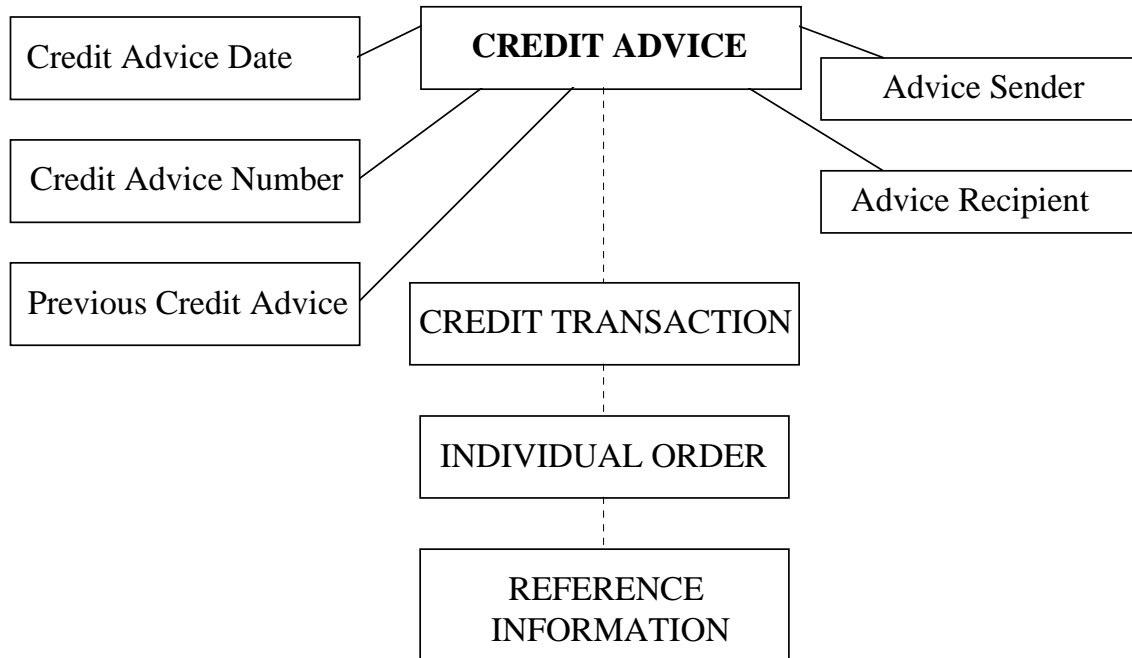 CREDIT ADVICE
Credit Advice Date
Advice Sender
Credit Advice Number
Advice Recipient
Previous Credit Advice
CREDIT TRANSACTION
INDIVIDUAL ORDER
REFERENCE
INFORMATION